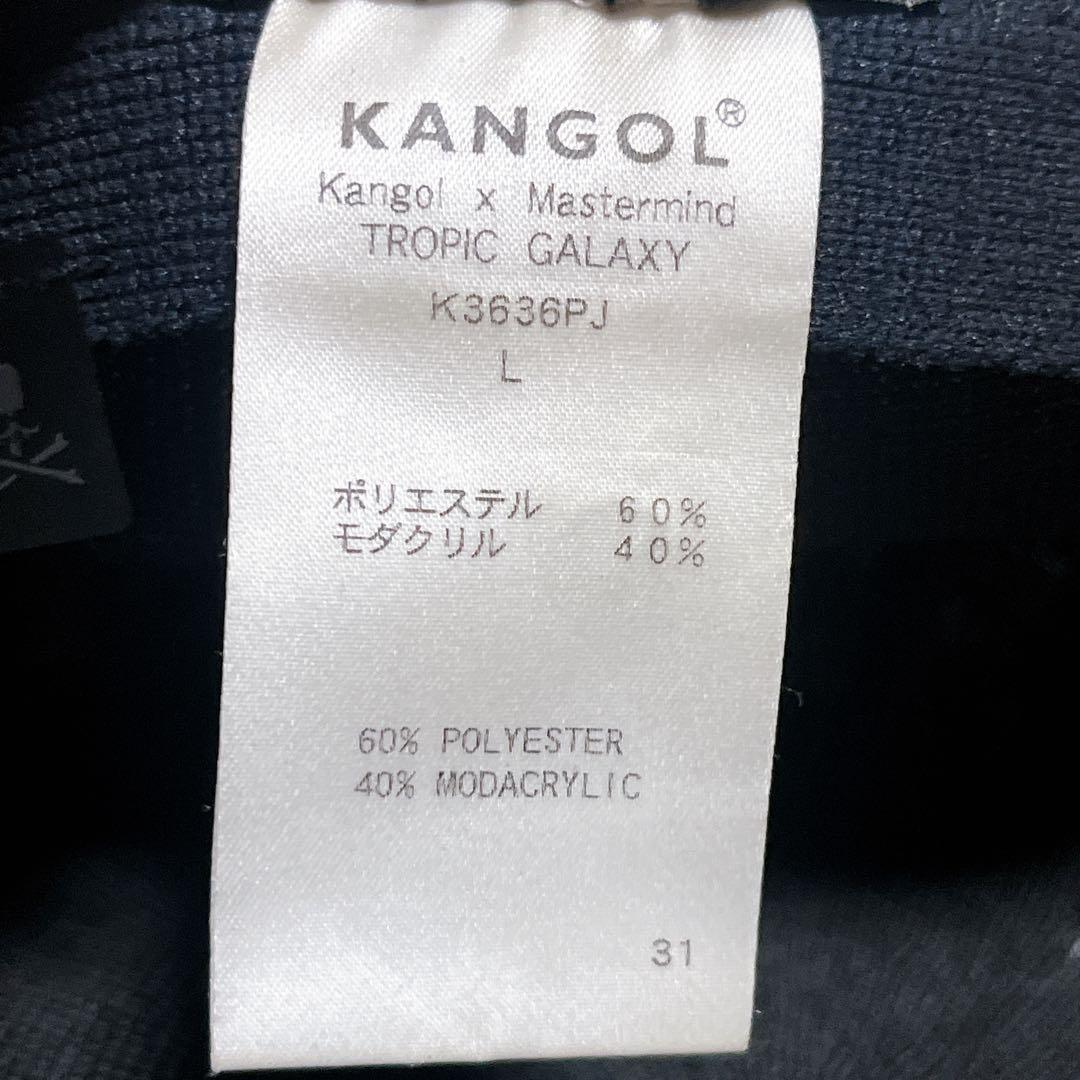 KANGOL®
Kangol x Mastermind
TROPIC GALAXY
K3636PJ
L
ポリエステル 60%
モダクリル 40%
60% POLYESTER
40% MODACRYLIC
31